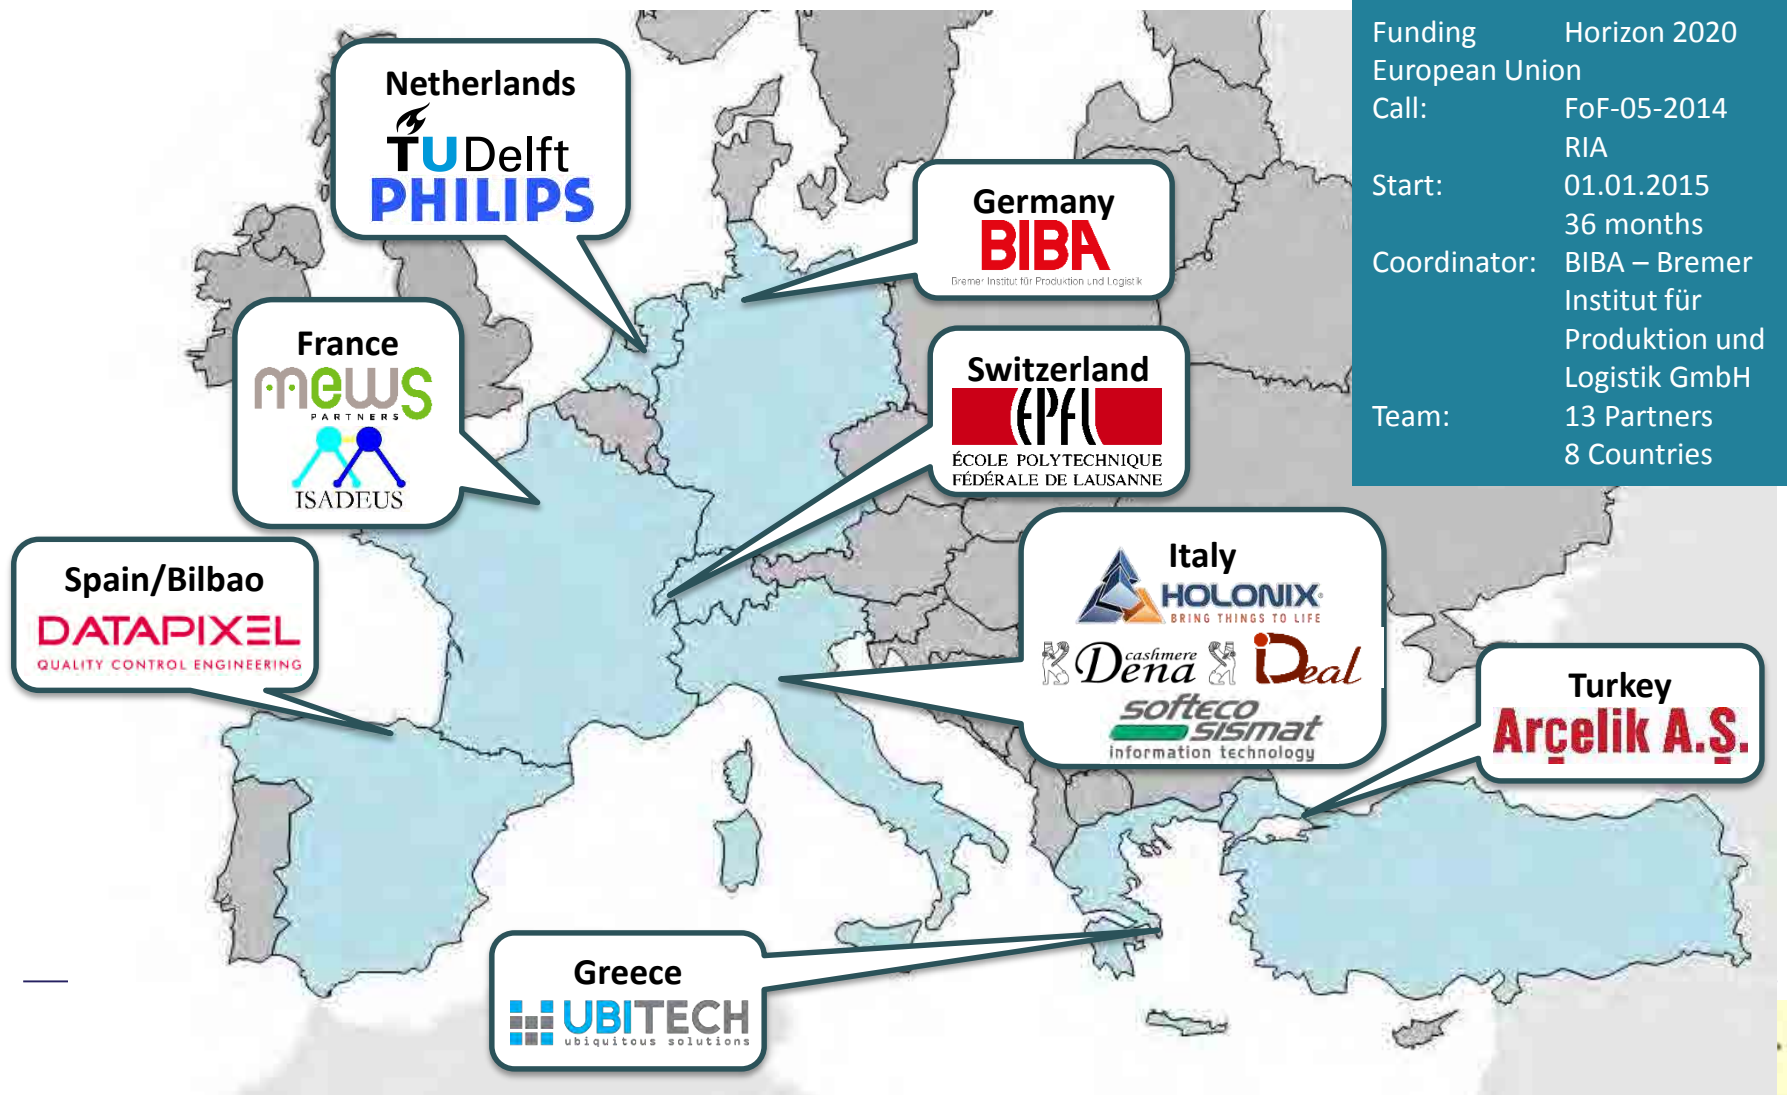 Funding Horizon 2020
European Union
Call: FoF-05-2014
RIA
Start: 01.01.2015
36 months
Coordinator: BIBA – Bremer
Institut für
Produktion und
Logistik GmbH
Team: 13 Partners
8 Countries
Netherlands
TUDelft
PHILIPS
Germany
BIBA
Bremer Institut für Produktion und Logistik
France
mews
PARTNERS
ISADEUS
Switzerland
EPFL
ÉCOLE POLYTECHNIQUE
FÉDÉRALE DE LAUSANNE
Spain/Bilbao
DATAPIXEL
QUALITY CONTROL ENGINEERING
Italy
HOLONIX
BRING THINGS TO LIFE
cashmere
Dena
iDeal
softeco
sismat
information technology
Turkey
Arçelik A.Ş.
Greece
UBITECH
ubiquitous solutions